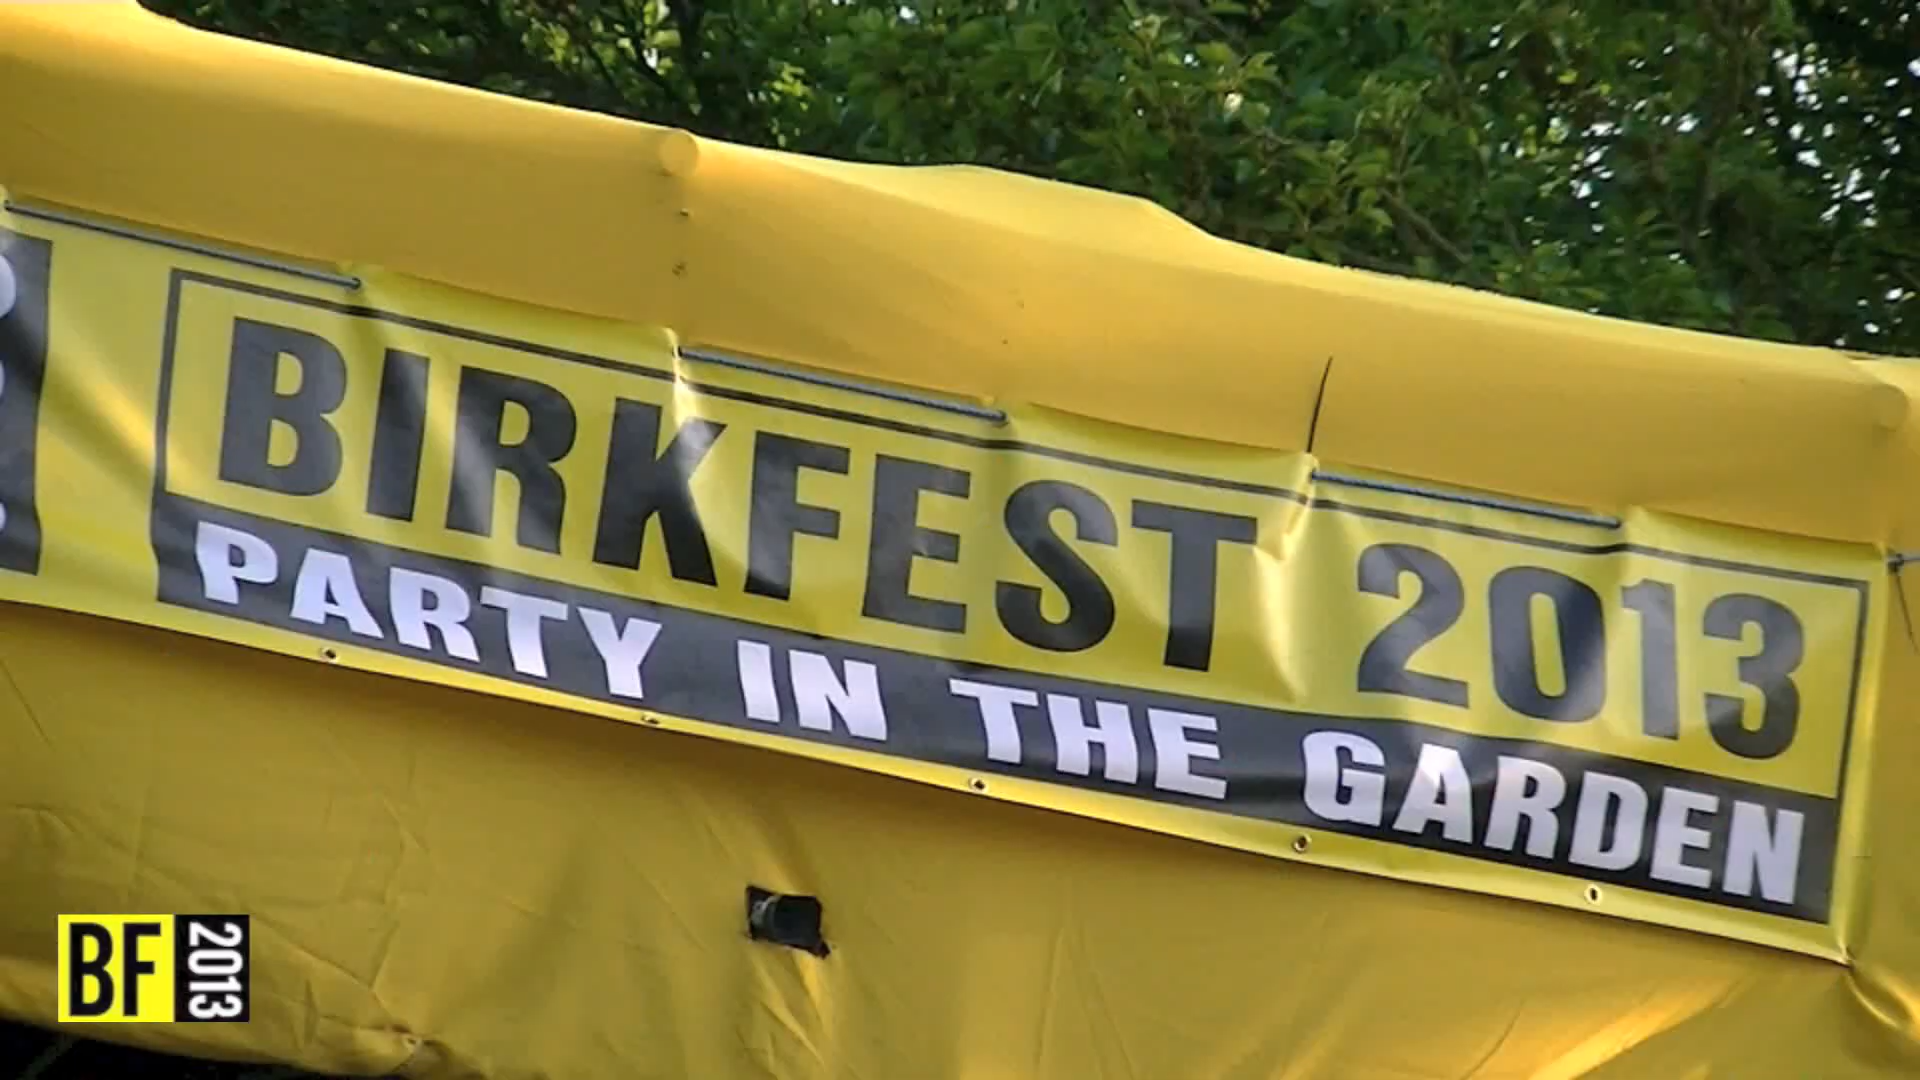 BIRKFEST 2013
PARTY IN THE GARDEN
BF 2013